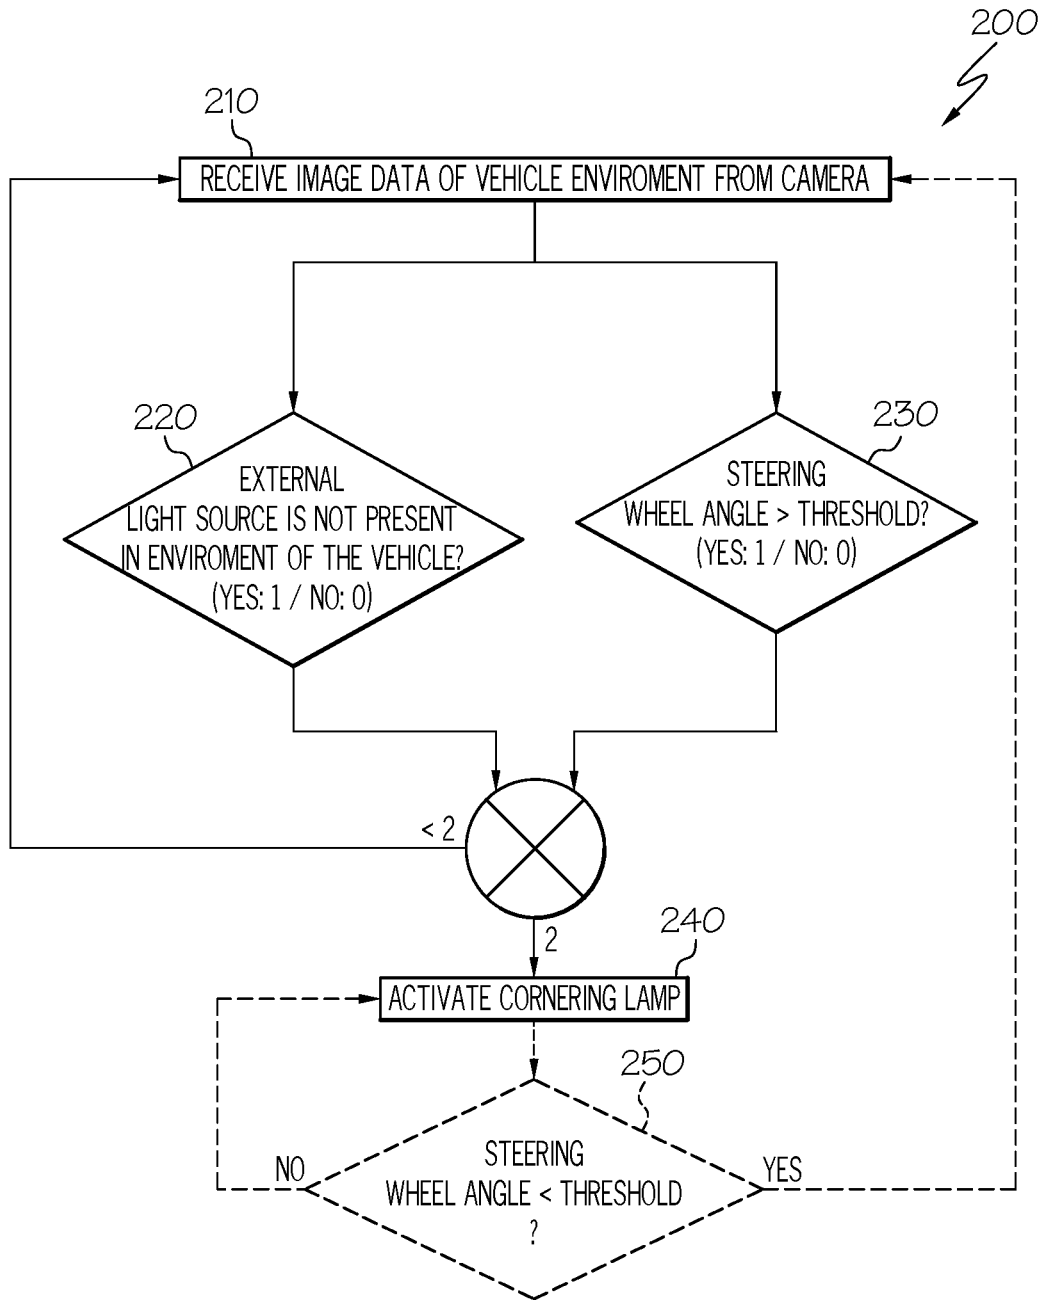 200
210
RECEIVE IMAGE DATA OF VEHICLE ENVIROMENT FROM CAMERA
220
EXTERNAL
LIGHT SOURCE IS NOT PRESENT
IN ENVIROMENT OF THE VEHICLE?
(YES: 1 / NO: 0)
230
STEERING
WHEEL ANGLE > THRESHOLD?
(YES: 1 / NO: 0)
< 2
2
240
ACTIVATE CORNERING LAMP
250
STEERING
WHEEL ANGLE < THRESHOLD
?
NO
YES